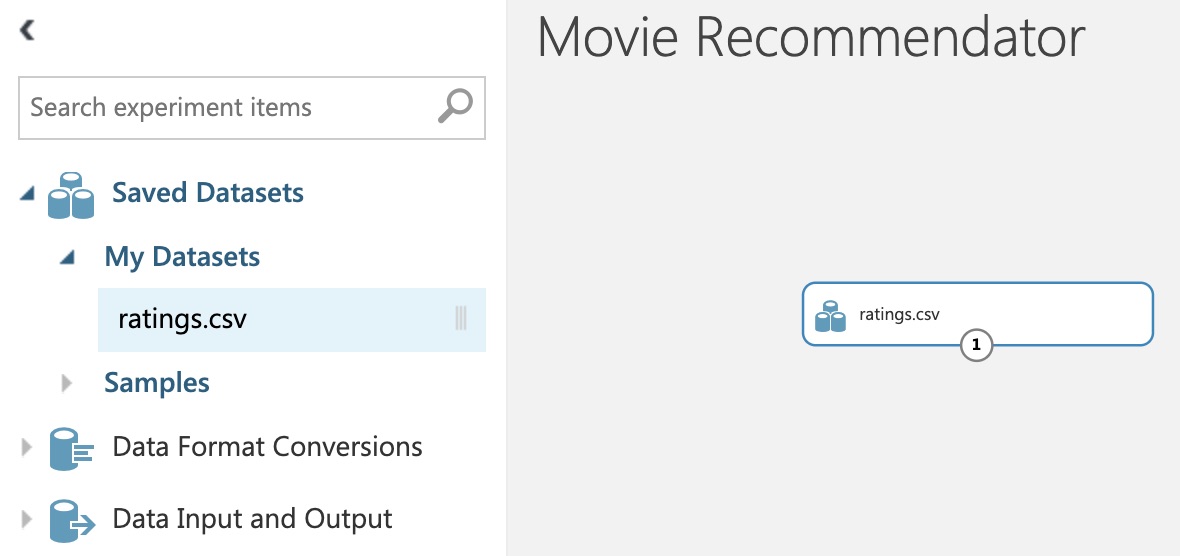 Movie Recommendator
Search experiment items
Saved Datasets
My Datasets
ratings.csv
Samples
Data Format Conversions
Data Input and Output
ratings.csv
1